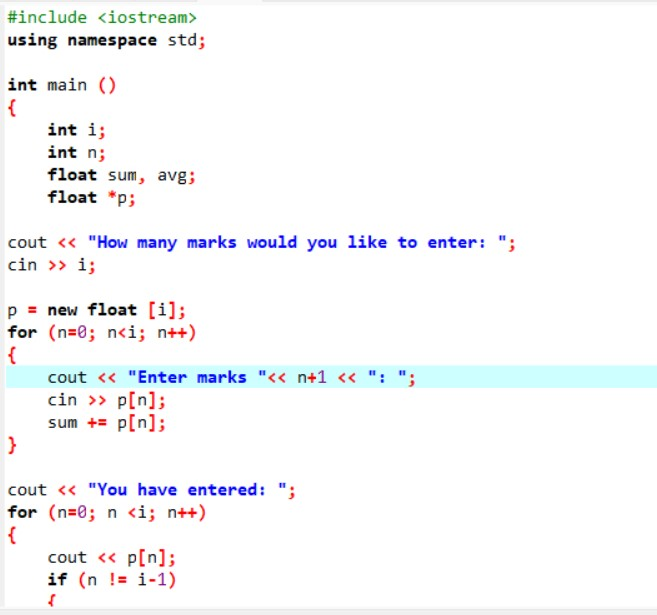 #include <iostream>
using namespace std;
int main ()
{
int i;
int n;
float sum, avg;
float *p;
cout << "How many marks would you like to enter: ";
cin >> i;
p = new float [i];
for (n=0; n<i; n++)
{
cout << "Enter marks "<< n+1 << ": ";
cin >> p[n];
sum += p[n];
}
cout << "You have entered: ";
for (n=0; n <i; n++)
{
cout << p[n];
if (n != i-1)
{